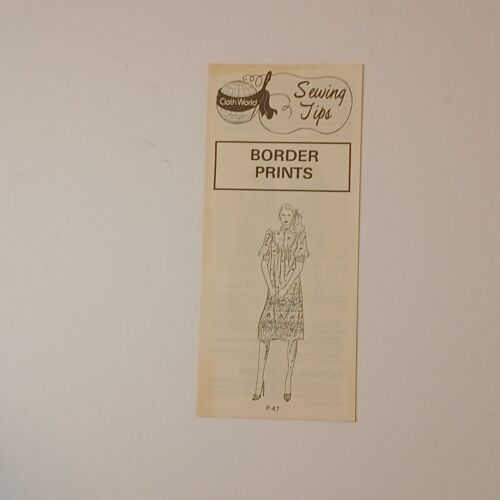 Cloth World
Sewing
Tips
BORDER
PRINTS
P-47